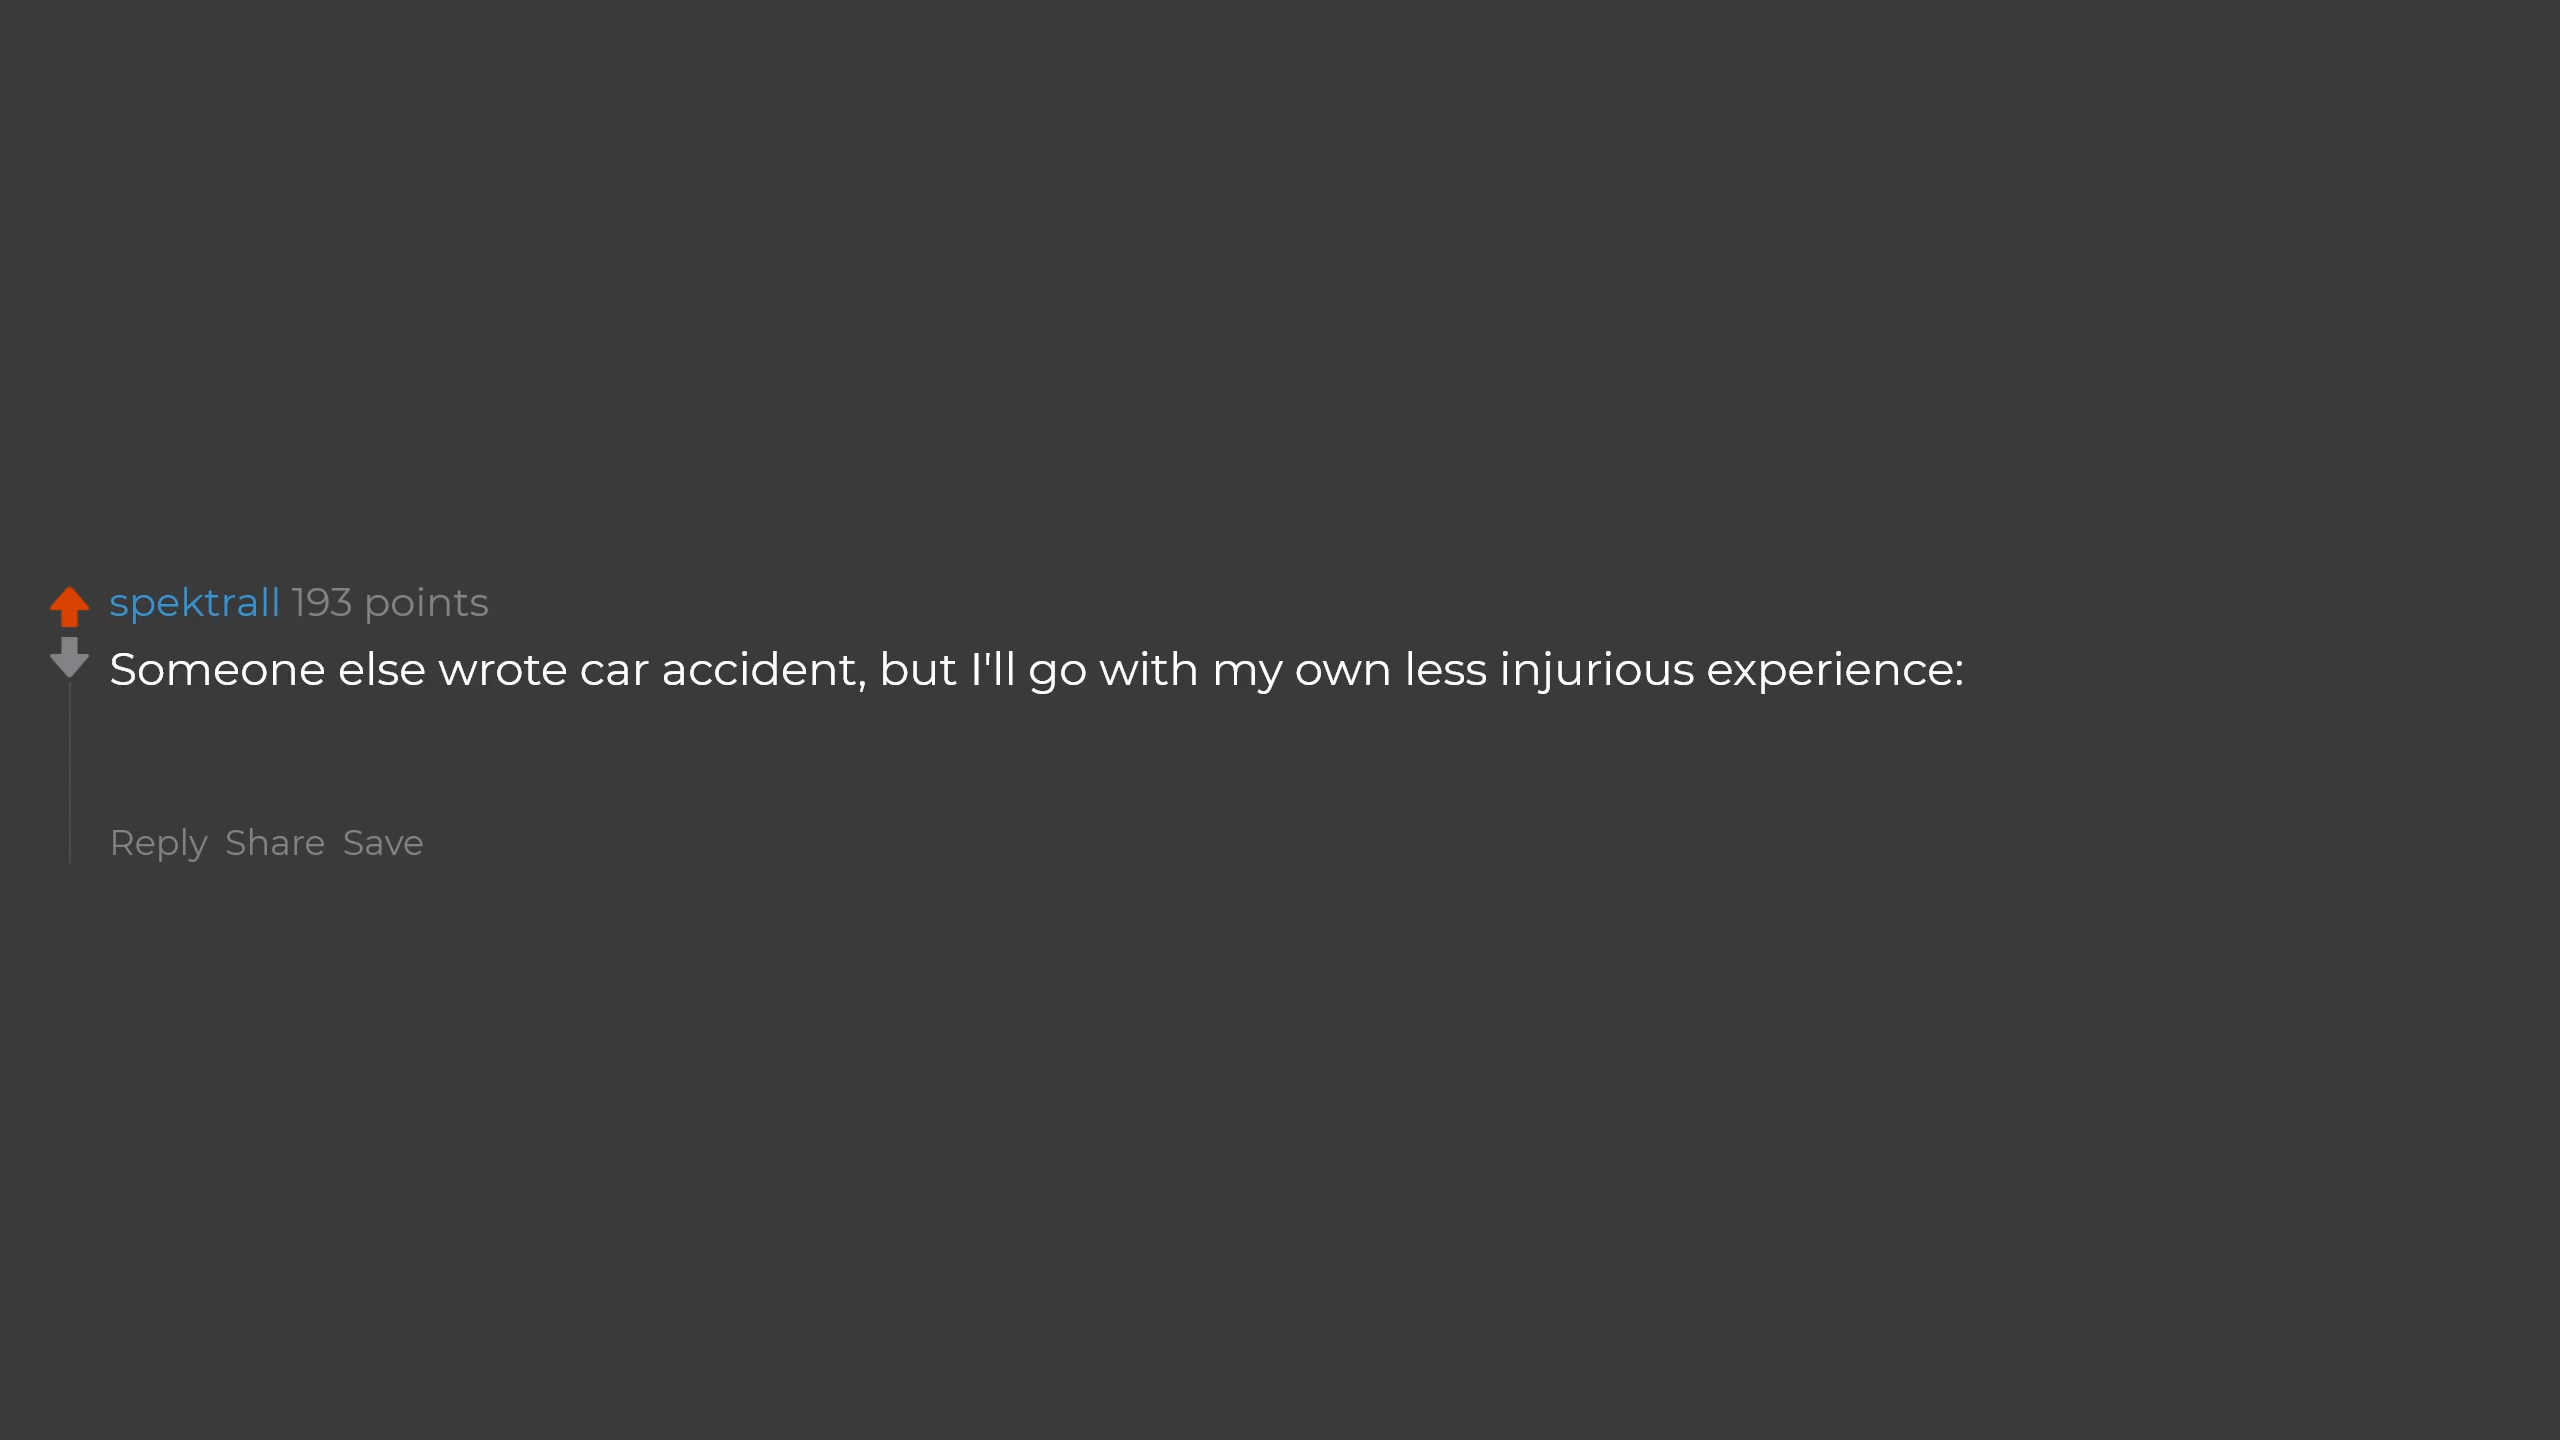 spektrall 193 points
Someone else wrote car accident, but I'll go with my own less injurious experience:
Reply Share Save